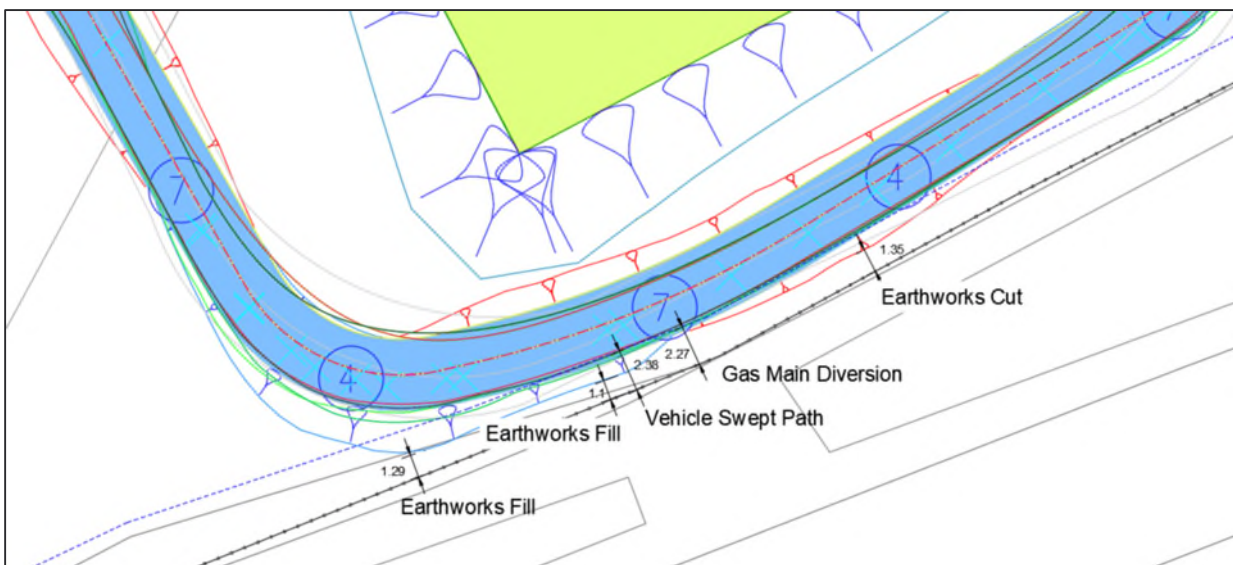 7
4
7
4
7
1.35
Earthworks Cut
2.27
Gas Main Diversion
2.38
Vehicle Swept Path
1.1
Earthworks Fill
1.29
Earthworks Fill